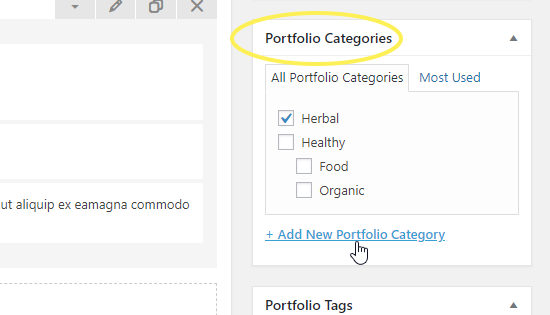 Portfolio Categories
All Portfolio Categories Most Used
Herbal
Healthy
Food
Organic
ut aliquip ex eamagna commodo
+ Add New Portfolio Category
Portfolio Tags